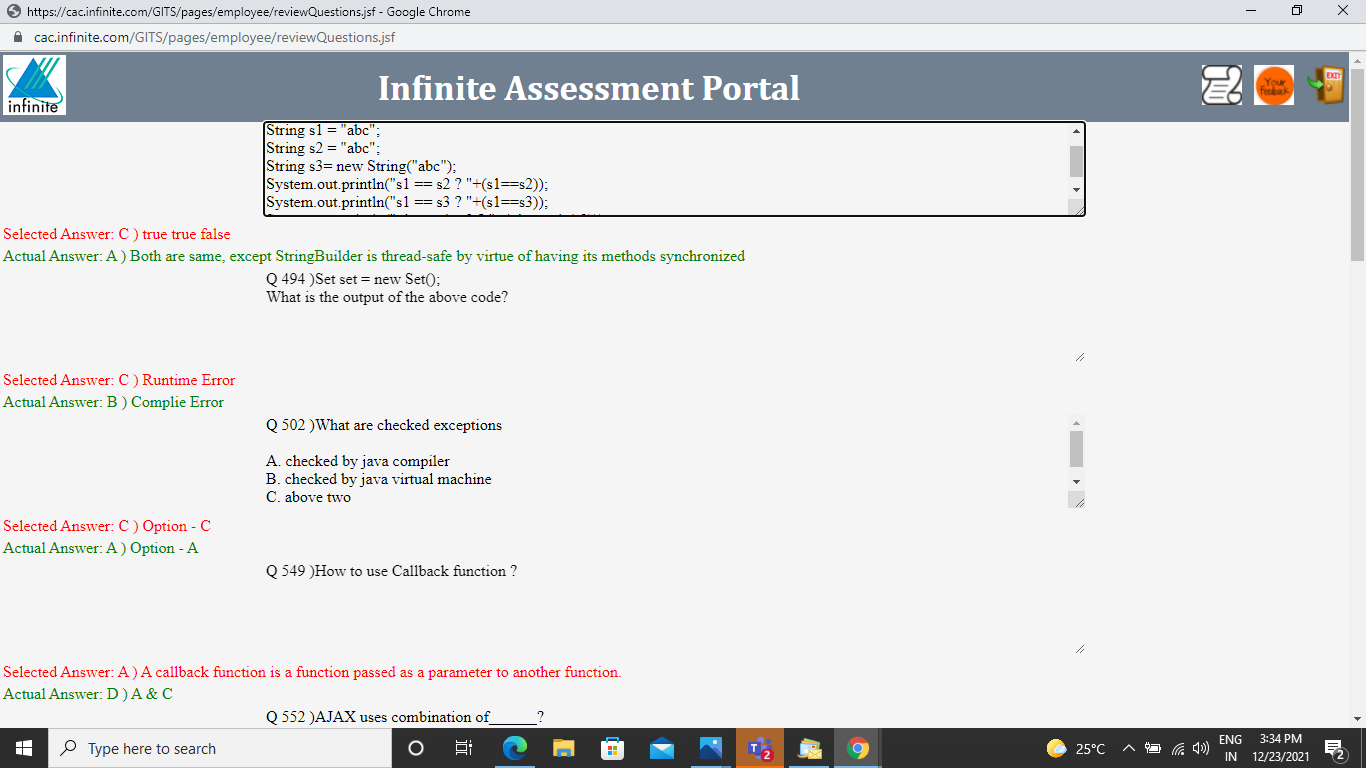 https://cac.infinite.com/GITS/pages/employee/reviewQuestions.jsf - Google Chrome
cac.infinite.com/GITS/pages/employee/reviewQuestions.jsf
infinite
Infinite Assessment Portal
Your Feedback
EXIT
String s1 = "abc";
String s2 = "abc";
String s3= new String("abc");
System.out.println("s1 == s2 ? "+(s1==s2));
System.out.println("s1 == s3 ? "+(s1==s3));
Selected Answer: C ) true true false
Actual Answer: A ) Both are same, except StringBuilder is thread-safe by virtue of having its methods synchronized
Q 494 )Set set = new Set();
What is the output of the above code?
Selected Answer: C ) Runtime Error
Actual Answer: B ) Complie Error
Q 502 )What are checked exceptions
A. checked by java compiler
B. checked by java virtual machine
C. above two
Selected Answer: C ) Option - C
Actual Answer: A ) Option - A
Q 549 )How to use Callback function ?
Selected Answer: A ) A callback function is a function passed as a parameter to another function.
Actual Answer: D ) A & C
Q 552 )AJAX uses combination of______?
Type here to search
2
25°C
ENG
IN
3:34 PM
12/23/2021
2